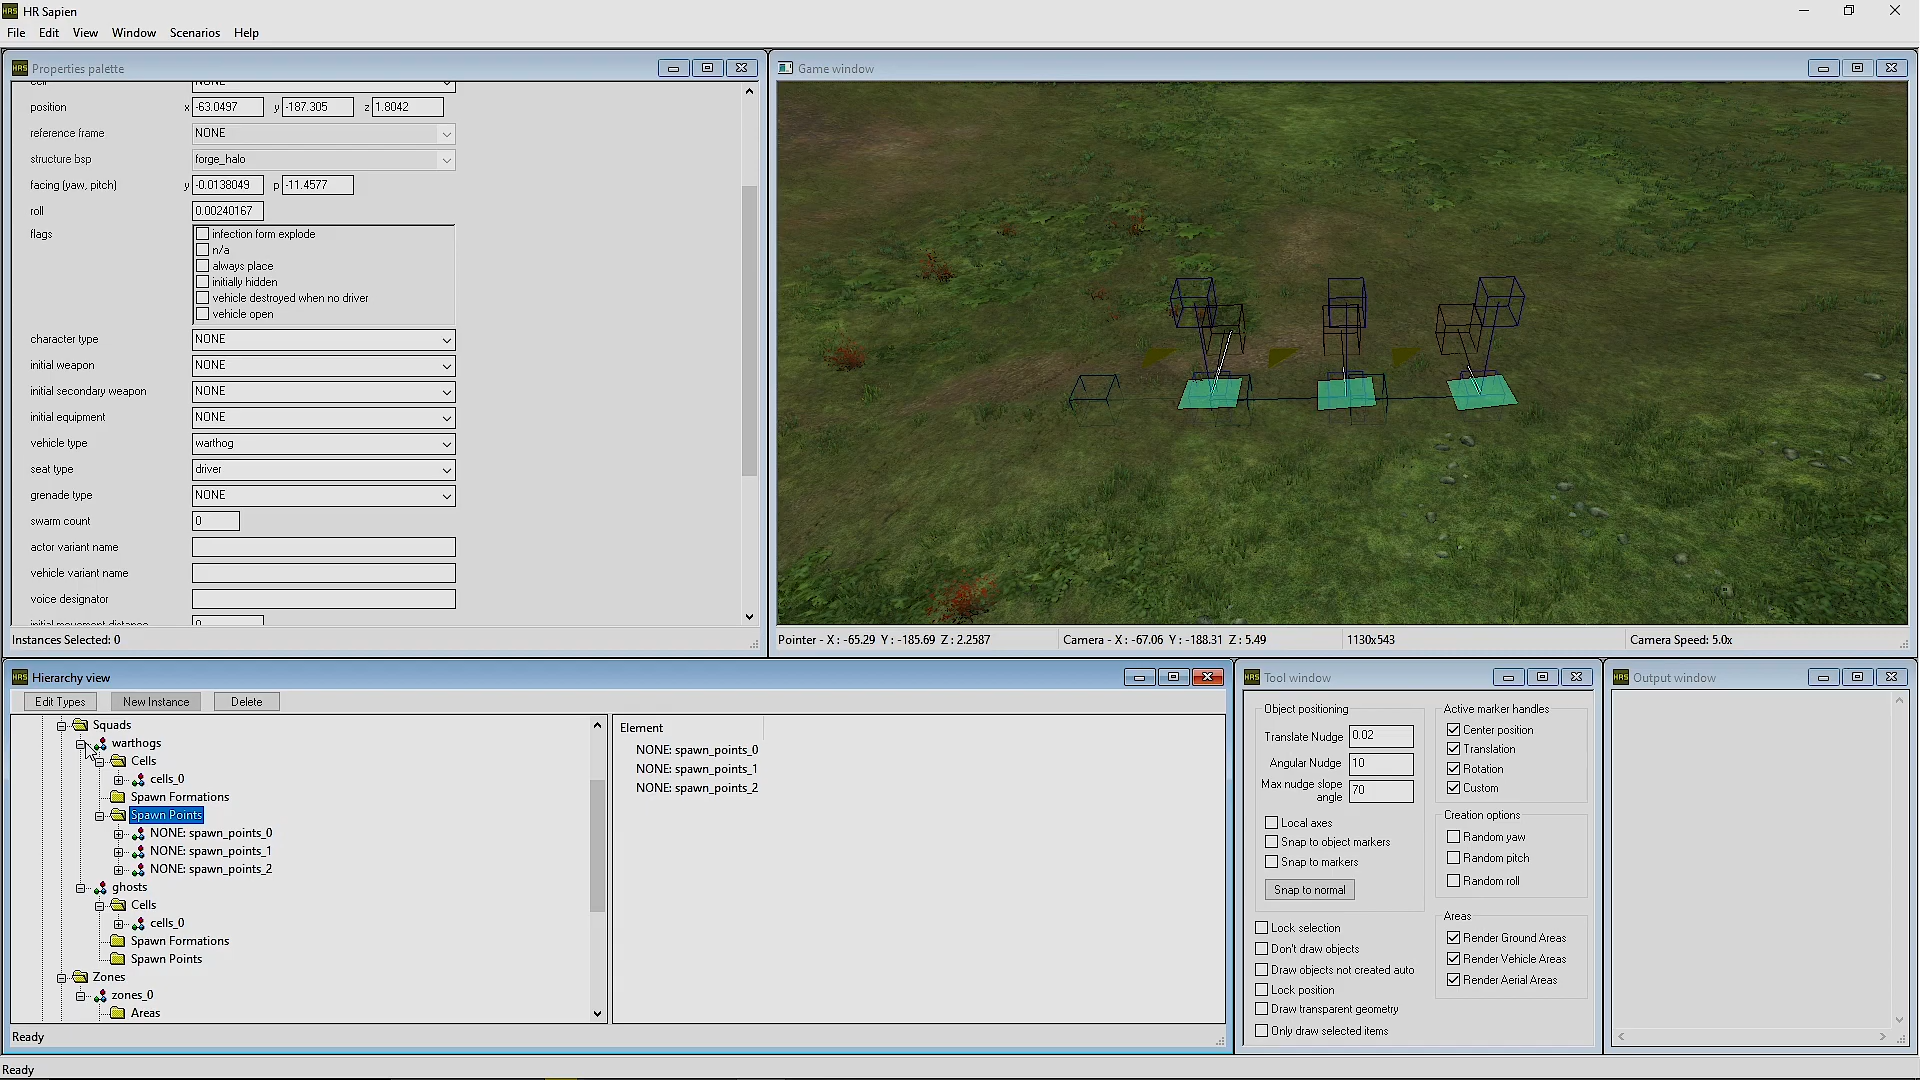 HR Sapien
File Edit View Window Scenarios Help
Properties palette
NONE
position x -63.0497 y -187.305 z 1.8042
reference frame NONE
structure bsp forge_halo
facing (yaw, pitch) y -0.0138049 p -11.4577
roll 0.00240167
flags
infection form explode
n/a
always place
initially hidden
vehicle destroyed when no driver
vehicle open
character type NONE
initial weapon NONE
initial secondary weapon NONE
initial equipment NONE
vehicle type warthog
seat type driver
grenade type NONE
swarm count 0
actor variant name
vehicle variant name
voice designator
initial movement distance 0
Instances Selected: 0
Game window
Pointer - X : -65.29 Y : -185.69 Z : 2.2587 Camera - X : -67.06 Y : -188.31 Z : 5.49 1130x543 Camera Speed: 5.0x
Hierarchy view
Edit Types New Instance Delete
Squads
warthogs
Cells
cells_0
Spawn Formations
Spawn Points
NONE: spawn_points_0
NONE: spawn_points_1
NONE: spawn_points_2
ghosts
Cells
cells_0
Spawn Formations
Spawn Points
Zones
zones_0
Areas
Element
NONE: spawn_points_0
NONE: spawn_points_1
NONE: spawn_points_2
Ready
Tool window
Object positioning
Translate Nudge 0.02
Angular Nudge 10
Max nudge slope
angle 70
Local axes
Snap to object markers
Snap to markers
Snap to normal
Lock selection
Don't draw objects
Draw objects not created auto
Lock position
Draw transparent geometry
Only draw selected items
Active marker handles
Center position
Translation
Rotation
Custom
Creation options
Random yaw
Random pitch
Random roll
Areas
Render Ground Areas
Render Vehicle Areas
Render Aerial Areas
Output window
Ready